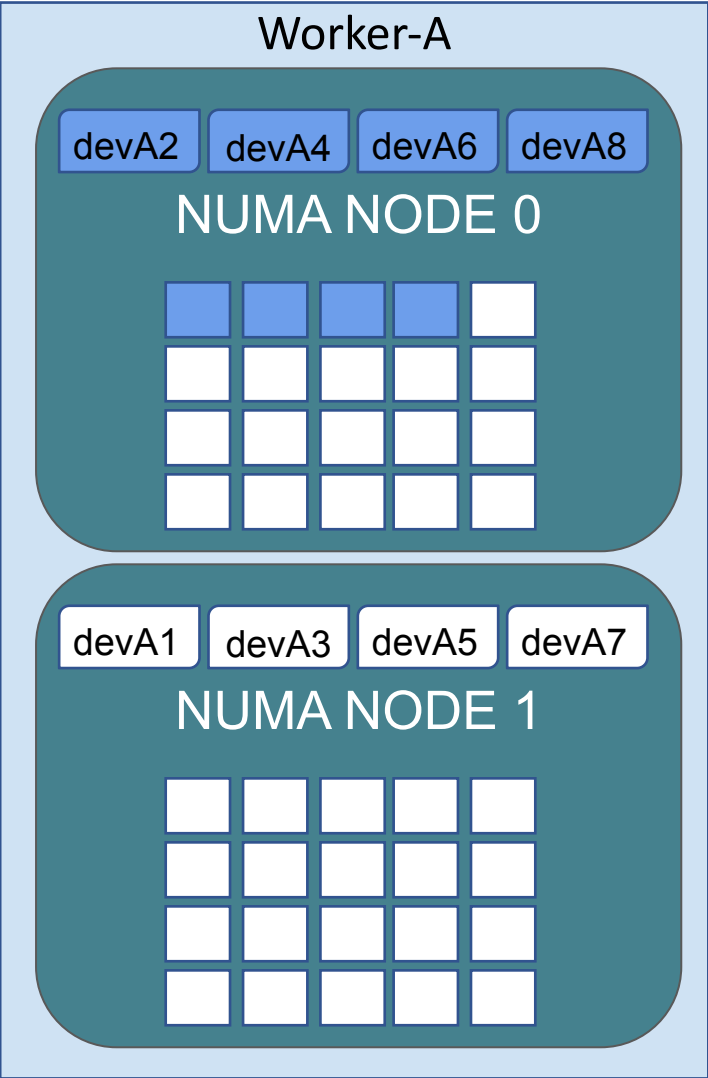 Worker-A
devA2 devA4 devA6 devA8
NUMA NODE 0
devA1 devA3 devA5 devA7
NUMA NODE 1